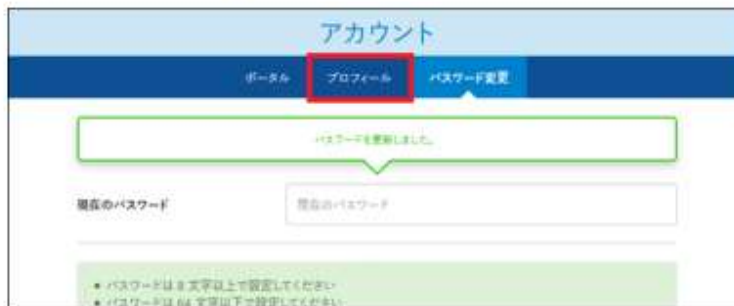 アカウント
ポータル プロフィール パスワード変更
パスワードを更新しました。
現在のパスワード 現在のパスワード
● パスワードは 8 文字以上で設定してください
● パスワードは 64 文字以下で設定してください